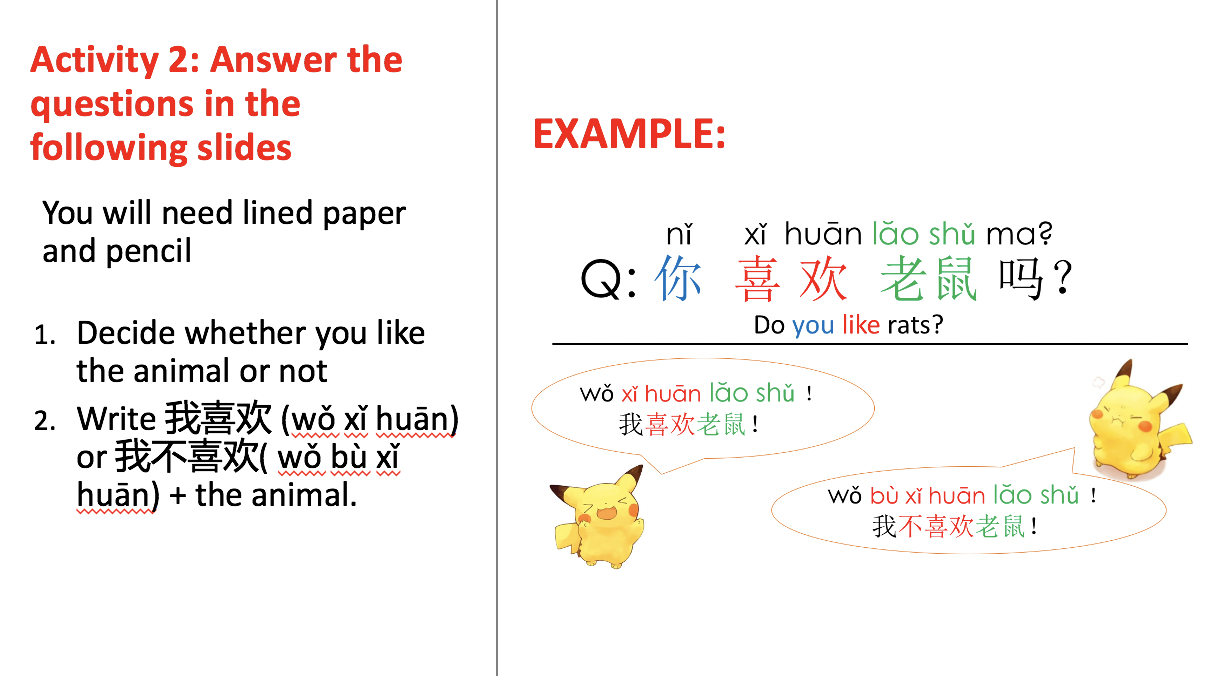 Activity 2: Answer the
questions in the
following slides
You will need lined paper
and pencil
1. Decide whether you like
the animal or not
2. Write 我喜欢 (wǒ xǐ huān)
or 我不喜欢( wǒ bù xǐ
huān) + the animal.
EXAMPLE:
nǐ xǐ huān lăo shǔ ma?
Q: 你 喜 欢 老鼠 吗？
Do you like rats?
wǒ xǐ huān lăo shǔ ！
我喜欢老鼠！
wǒ bù xǐ huān lăo shǔ ！
我不喜欢老鼠！